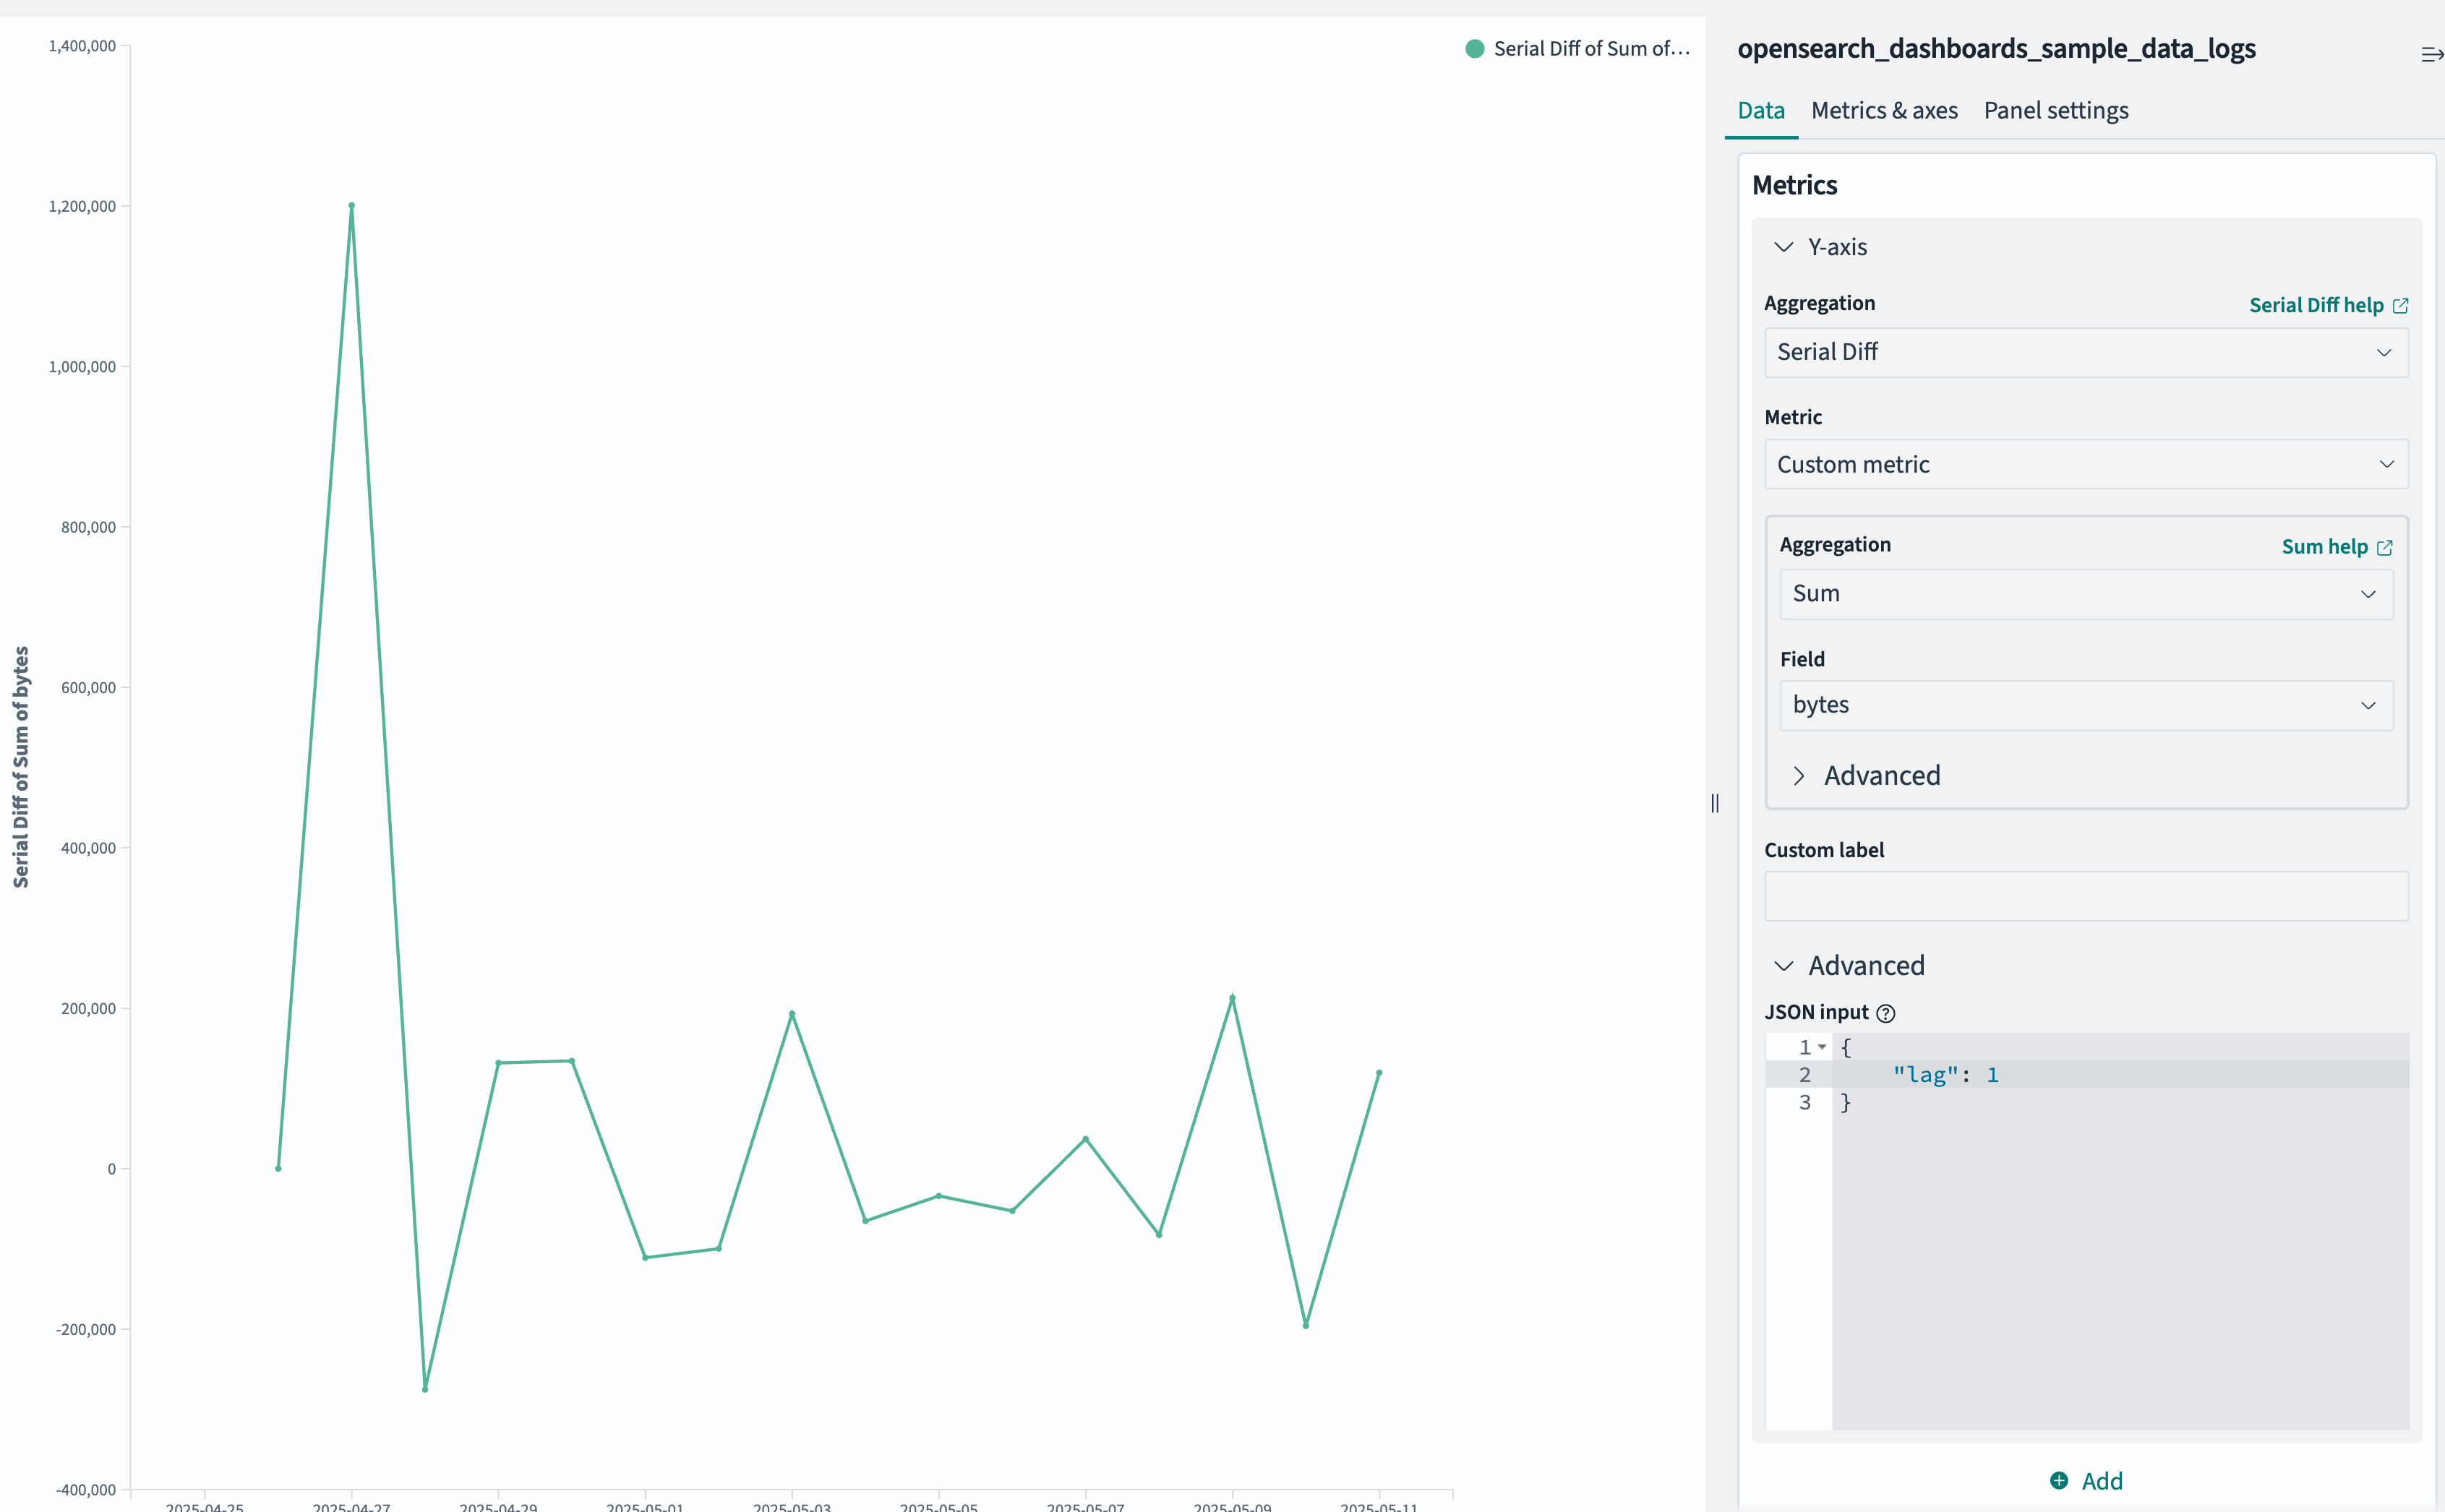 1,400,000
1,200,000
1,000,000
800,000
600,000
400,000
200,000
0
-200,000
-400,000
Serial Diff of Sum of bytes
2025-04-25
2025-04-27
2025-04-29
2025-05-01
2025-05-03
2025-05-05
2025-05-07
2025-05-09
2025-05-11
Serial Diff of Sum of...
opensearch_dashboards_sample_data_logs
Data Metrics & axes Panel settings
Metrics
Y-axis
Aggregation Serial Diff help
Serial Diff
Metric
Custom metric
Aggregation Sum help
Sum
Field
bytes
Advanced
Custom label
Advanced
JSON input
1 {
2 "lag": 1
3 }
Add